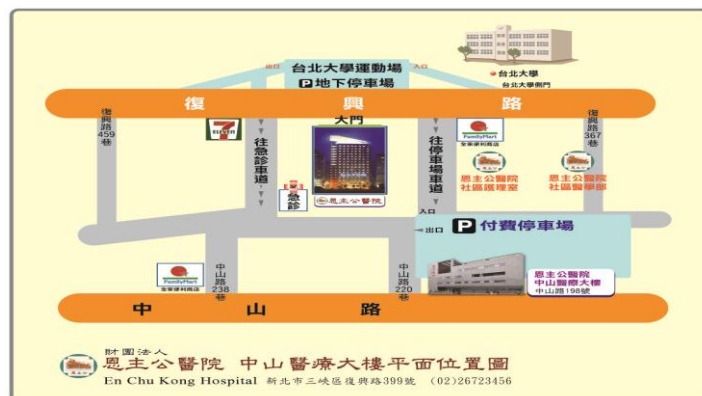 台北大學
台北大學側門
出口
台北大學運動場
P地下停車場
入口
復興路
復興路459巷
7
ELEVEN
往急診車道
大門
恩主公醫院
急診
往停車場車道
FamilyMart
全家便利商店
恩主公醫院
社區護理室
恩主公醫院
社區醫學部
復興路367巷
入口
出口
P 付費停車場
FamilyMart
全家便利商店
中山路238巷
中山路220巷
恩主公醫院
中山醫療大樓
中山路198號
中山路
財團法人
恩主公醫院 中山醫療大樓平面位置圖
En Chu Kong Hospital 新北市三峽區復興路399號 (02)26723456